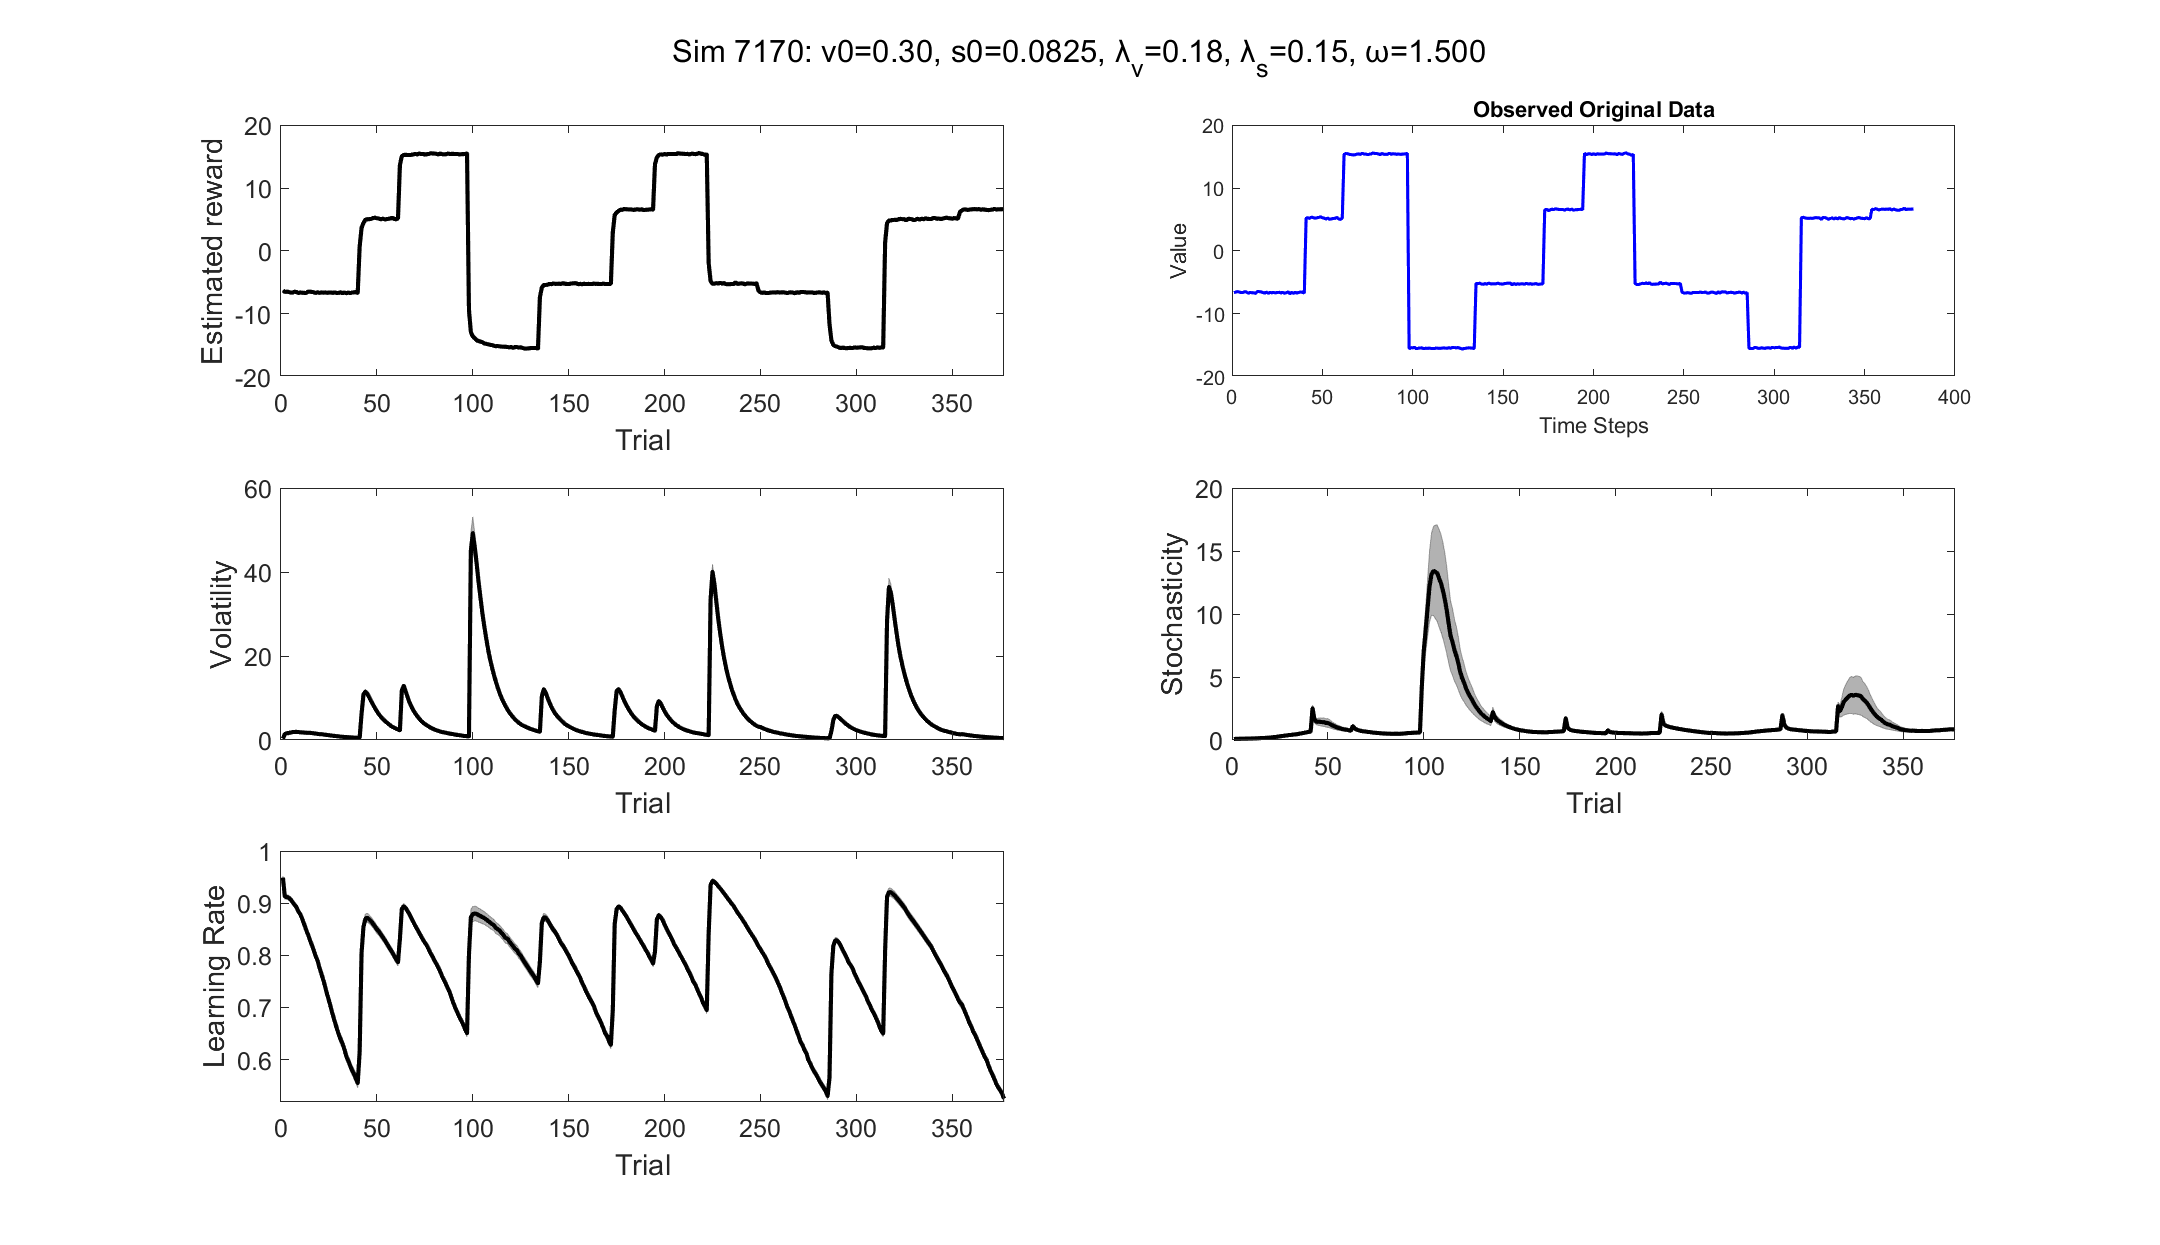 Sim 7170: v0=0.30, s0=0.0825, λ_v=0.18, λ_s=0.15, ω=1.500
20
10
0
-10
-20
Estimated reward
0 50 100 150 200 250 300 350
Trial
Observed Original Data
20
10
0
-10
-20
Value
0 50 100 150 200 250 300 350 400
Time Steps
60
40
20
0
Volatility
0 50 100 150 200 250 300 350
Trial
20
15
10
5
0
Stochasticity
0 50 100 150 200 250 300 350
Trial
1
0.9
0.8
0.7
0.6
Learning Rate
0 50 100 150 200 250 300 350
Trial